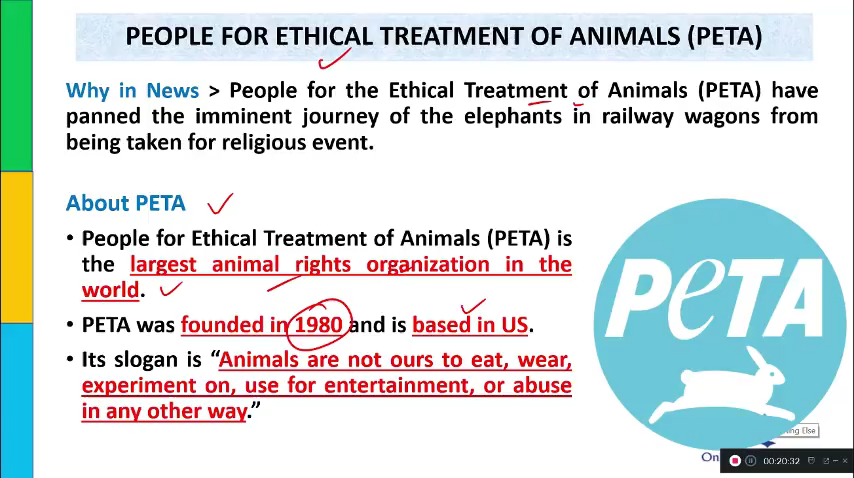 PEOPLE FOR ETHICAL TREATMENT OF ANIMALS (PETA)
Why in News > People for the Ethical Treatment of Animals (PETA) have
panned the imminent journey of the elephants in railway wagons from
being taken for religious event.
About PETA
• People for Ethical Treatment of Animals (PETA) is
the largest animal rights organization in the
world.
• PETA was founded in 1980 and is based in US.
• Its slogan is “Animals are not ours to eat, wear,
experiment on, use for entertainment, or abuse
in any other way.”
PeTA
Else
00:20:32